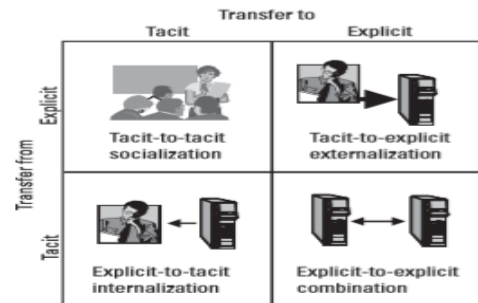 Transfer to
Tacit Explicit
Transfer from
Explicit
Tacit-to-tacit
socialization
Tacit-to-explicit
externalization
Tacit
Explicit-to-tacit
internalization
Explicit-to-explicit
combination